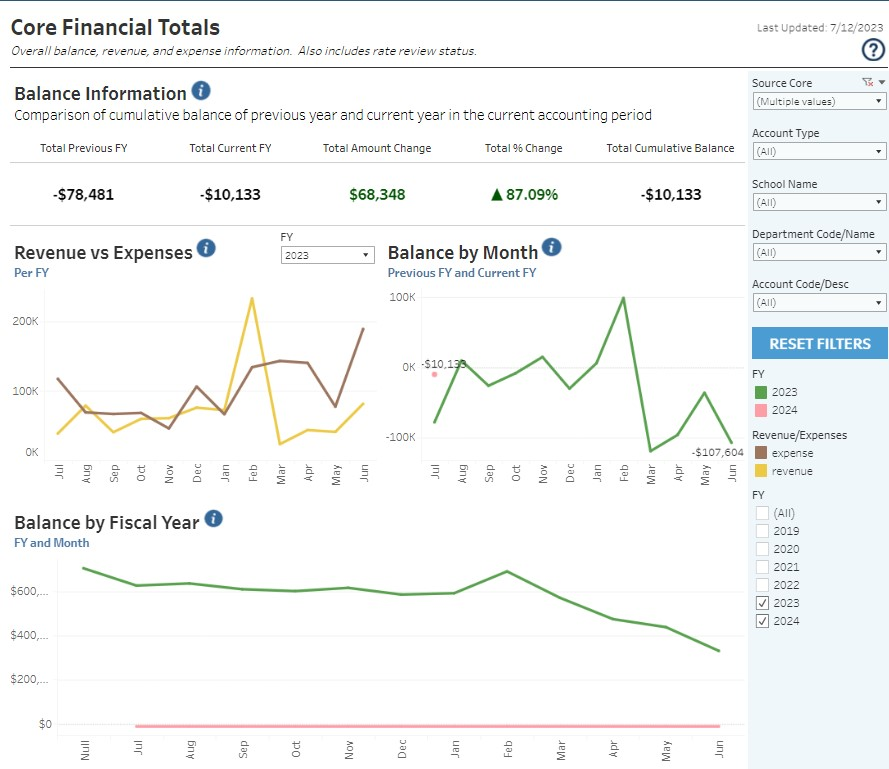 Core Financial Totals
Last Updated: 7/12/2023
Overall balance, revenue, and expense information. Also includes rate review status.
?
Balance Information i
Comparison of cumulative balance of previous year and current year in the current accounting period
Total Previous FY Total Current FY Total Amount Change Total % Change Total Cumulative Balance
-$78,481 -$10,133 $68,348 ▲ 87.09% -$10,133
Revenue vs Expenses i
Per FY
FY
2023
200K
100K
0K
Jul Aug Sep Oct Nov Dec Jan Feb Mar Apr May Jun
Balance by Month i
Previous FY and Current FY
100K
0K
-100K
-$10,133
-$107,604
Jul Aug Sep Oct Nov Dec Jan Feb Mar Apr May Jun
Balance by Fiscal Year i
FY and Month
$600,...
$400,...
$200,...
$0
Null Jul Aug Sep Oct Nov Dec Jan Feb Mar Apr May Jun
Source Core
(Multiple values)
Account Type
(All)
School Name
(All)
Department Code/Name
(All)
Account Code/Desc
(All)
RESET FILTERS
FY
2023
2024
Revenue/Expenses
expense
revenue
FY
(All)
2019
2020
2021
2022
2023
2024